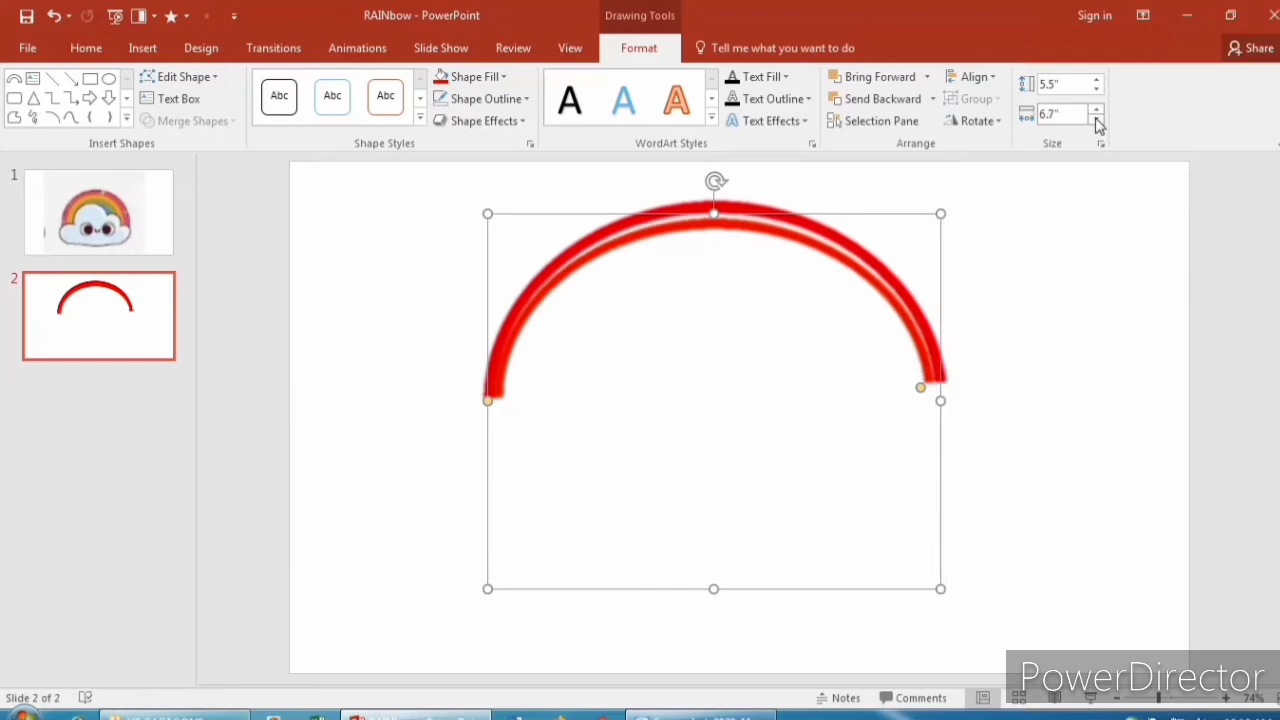 RAINbow - PowerPoint
Drawing Tools
Sign in
File
Home
Insert
Design
Transitions
Animations
Slide Show
Review
View
Format
Tell me what you want to do
Share
Edit Shape
Text Box
Merge Shapes
Insert Shapes
Abc
Abc
Abc
Shape Fill
Shape Outline
Shape Effects
Shape Styles
A
A
A
Text Fill
Text Outline
Text Effects
WordArt Styles
Bring Forward
Send Backward
Selection Pane
Align
Group
Rotate
Arrange
5.5"
6.7"
Size
1
2
PowerDirector
Slide 2 of 2
Notes
Comments
74%